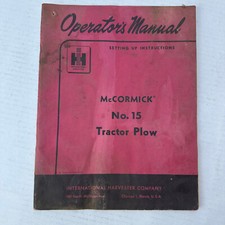 Operator's Manual
SETTING UP INSTRUCTIONS
McCORMICK
No. 15
Tractor Plow
INTERNATIONAL HARVESTER COMPANY